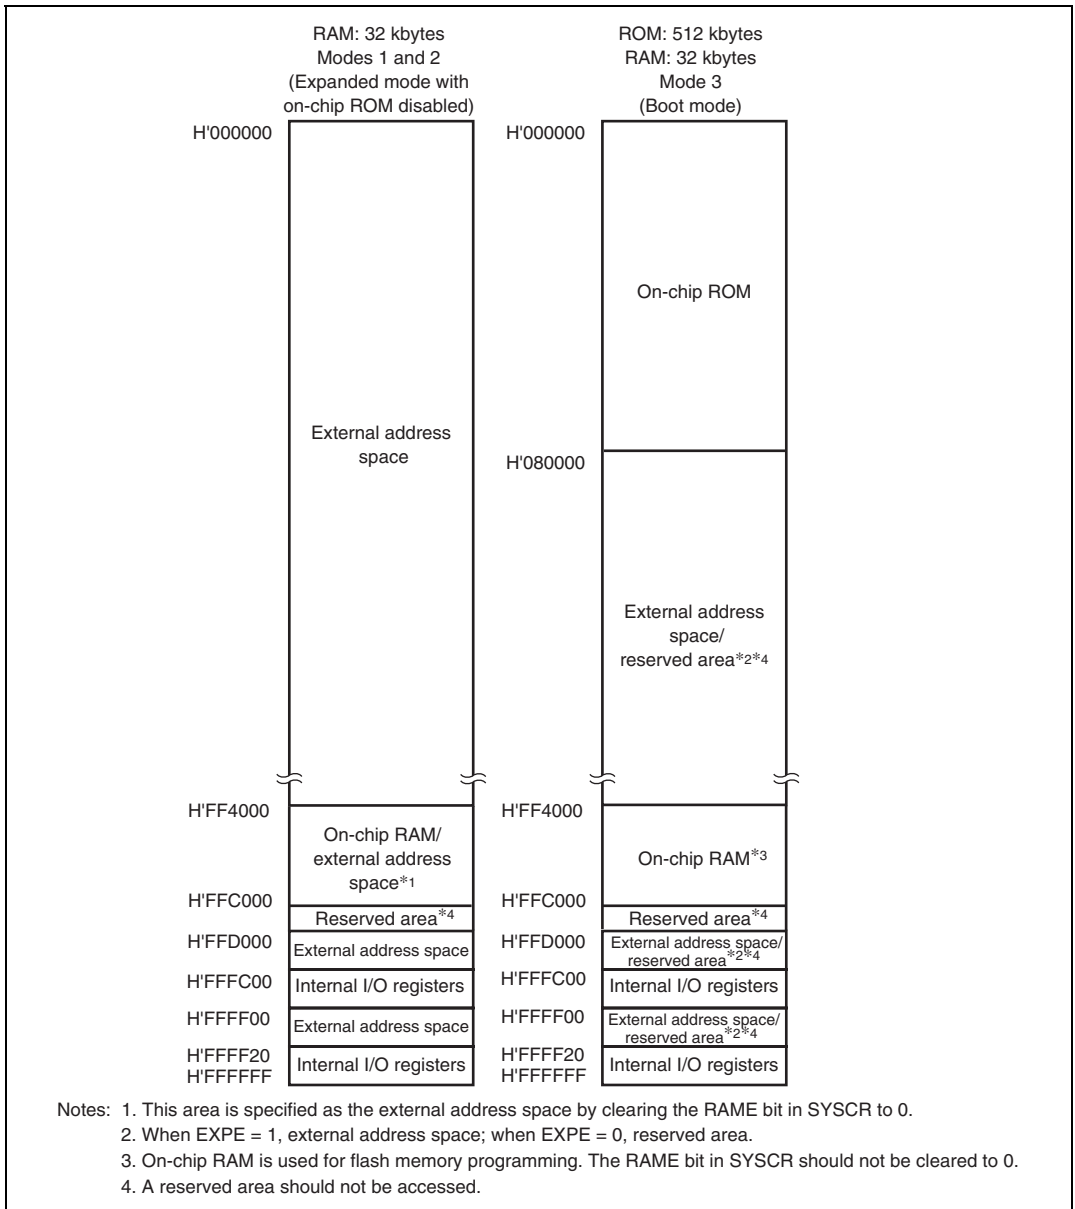 RAM: 32 kbytes
Modes 1 and 2
(Expanded mode with
on-chip ROM disabled)
H'000000
External address
space
H'FF4000
On-chip RAM/
external address
space*1
H'FFC000
Reserved area*4
H'FFD000
External address space
H'FFFC00
Internal I/O registers
H'FFFF00
External address space
H'FFFF20
Internal I/O registers
H'FFFFFF
ROM: 512 kbytes
RAM: 32 kbytes
Mode 3
(Boot mode)
H'000000
On-chip ROM
H'080000
External address
space/
reserved area*2*4
H'FF4000
On-chip RAM*3
H'FFC000
Reserved area*4
H'FFD000
External address space/
reserved area*2*4
H'FFFC00
Internal I/O registers
H'FFFF00
External address space/
reserved area*2*4
H'FFFF20
Internal I/O registers
H'FFFFFF
Notes: 1. This area is specified as the external address space by clearing the RAME bit in SYSCR to 0.
2. When EXPE = 1, external address space; when EXPE = 0, reserved area.
3. On-chip RAM is used for flash memory programming. The RAME bit in SYSCR should not be cleared to 0.
4. A reserved area should not be accessed.